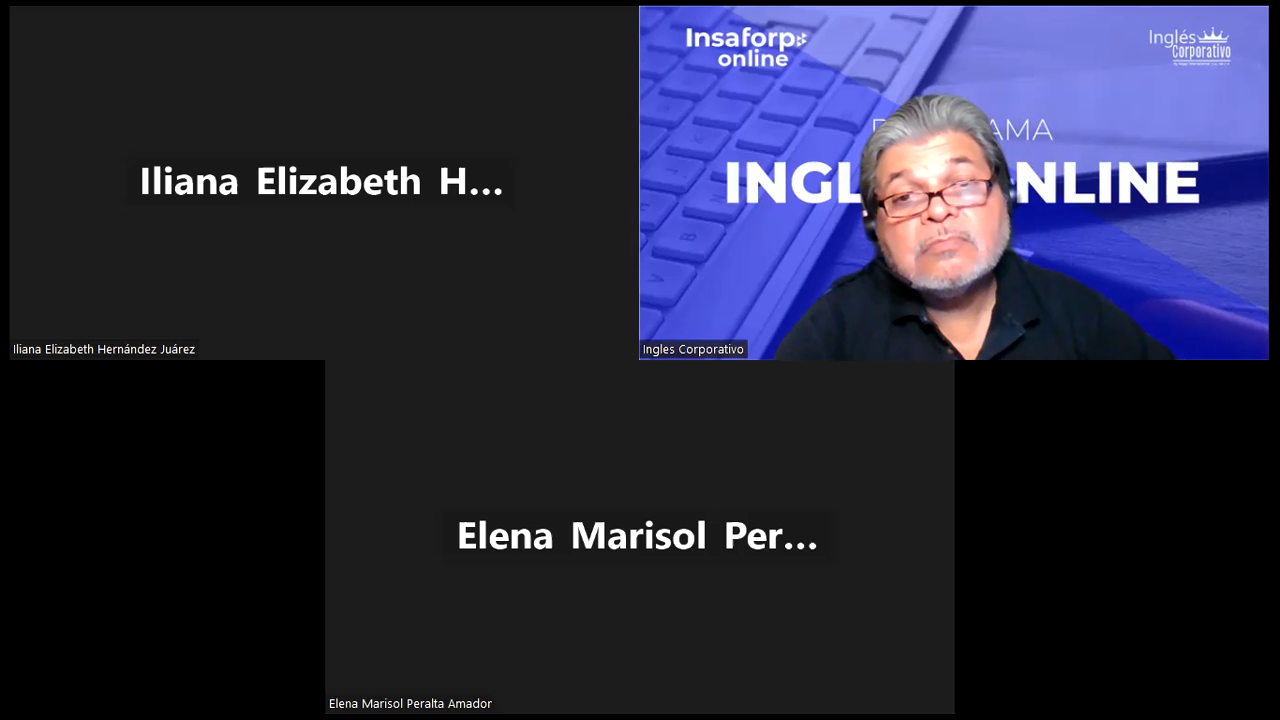 Iliana Elizabeth H...
Iliana Elizabeth Hernández Juárez
Insaforp
online
Inglés
Corporativo
AMA
INGL NLINE
Ingles Corporativo
Elena Marisol Per...
Elena Marisol Peralta Amador